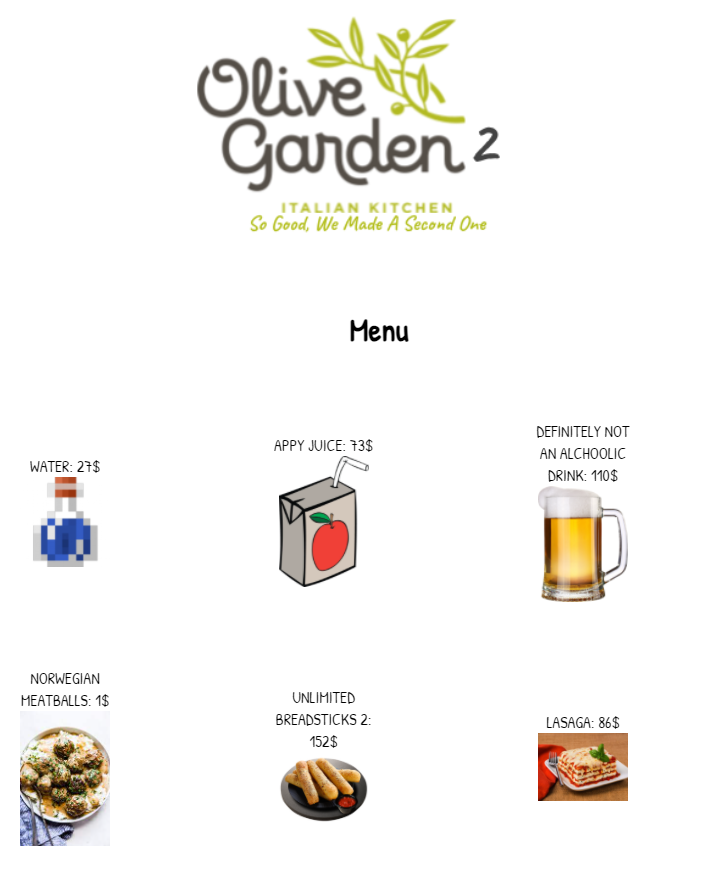 Olive
Garden 2
ITALIAN KITCHEN
So Good, We Made A Second One
Menu
WATER: 27$
APPY JUICE: 73$
DEFINITELY NOT
AN ALCHOOLIC
DRINK: 110$
NORWEGIAN
MEATBALLS: 1$
UNLIMITED
BREADSTICKS 2:
152$
LASAGA: 86$